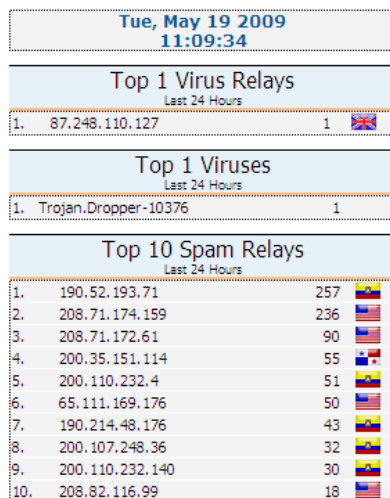 Tue, May 19 2009
11:09:34
Top 1 Virus Relays
Last 24 Hours
1. 87.248.110.127 1
Top 1 Viruses
Last 24 Hours
1. Trojan.Dropper-10376 1
Top 10 Spam Relays
Last 24 Hours
1. 190.52.193.71 257
2. 208.71.174.159 236
3. 208.71.172.61 90
4. 200.35.151.114 55
5. 200.110.232.4 51
6. 65.111.169.176 50
7. 190.214.48.176 43
8. 200.107.248.36 32
9. 200.110.232.140 30
10. 208.82.116.99 18